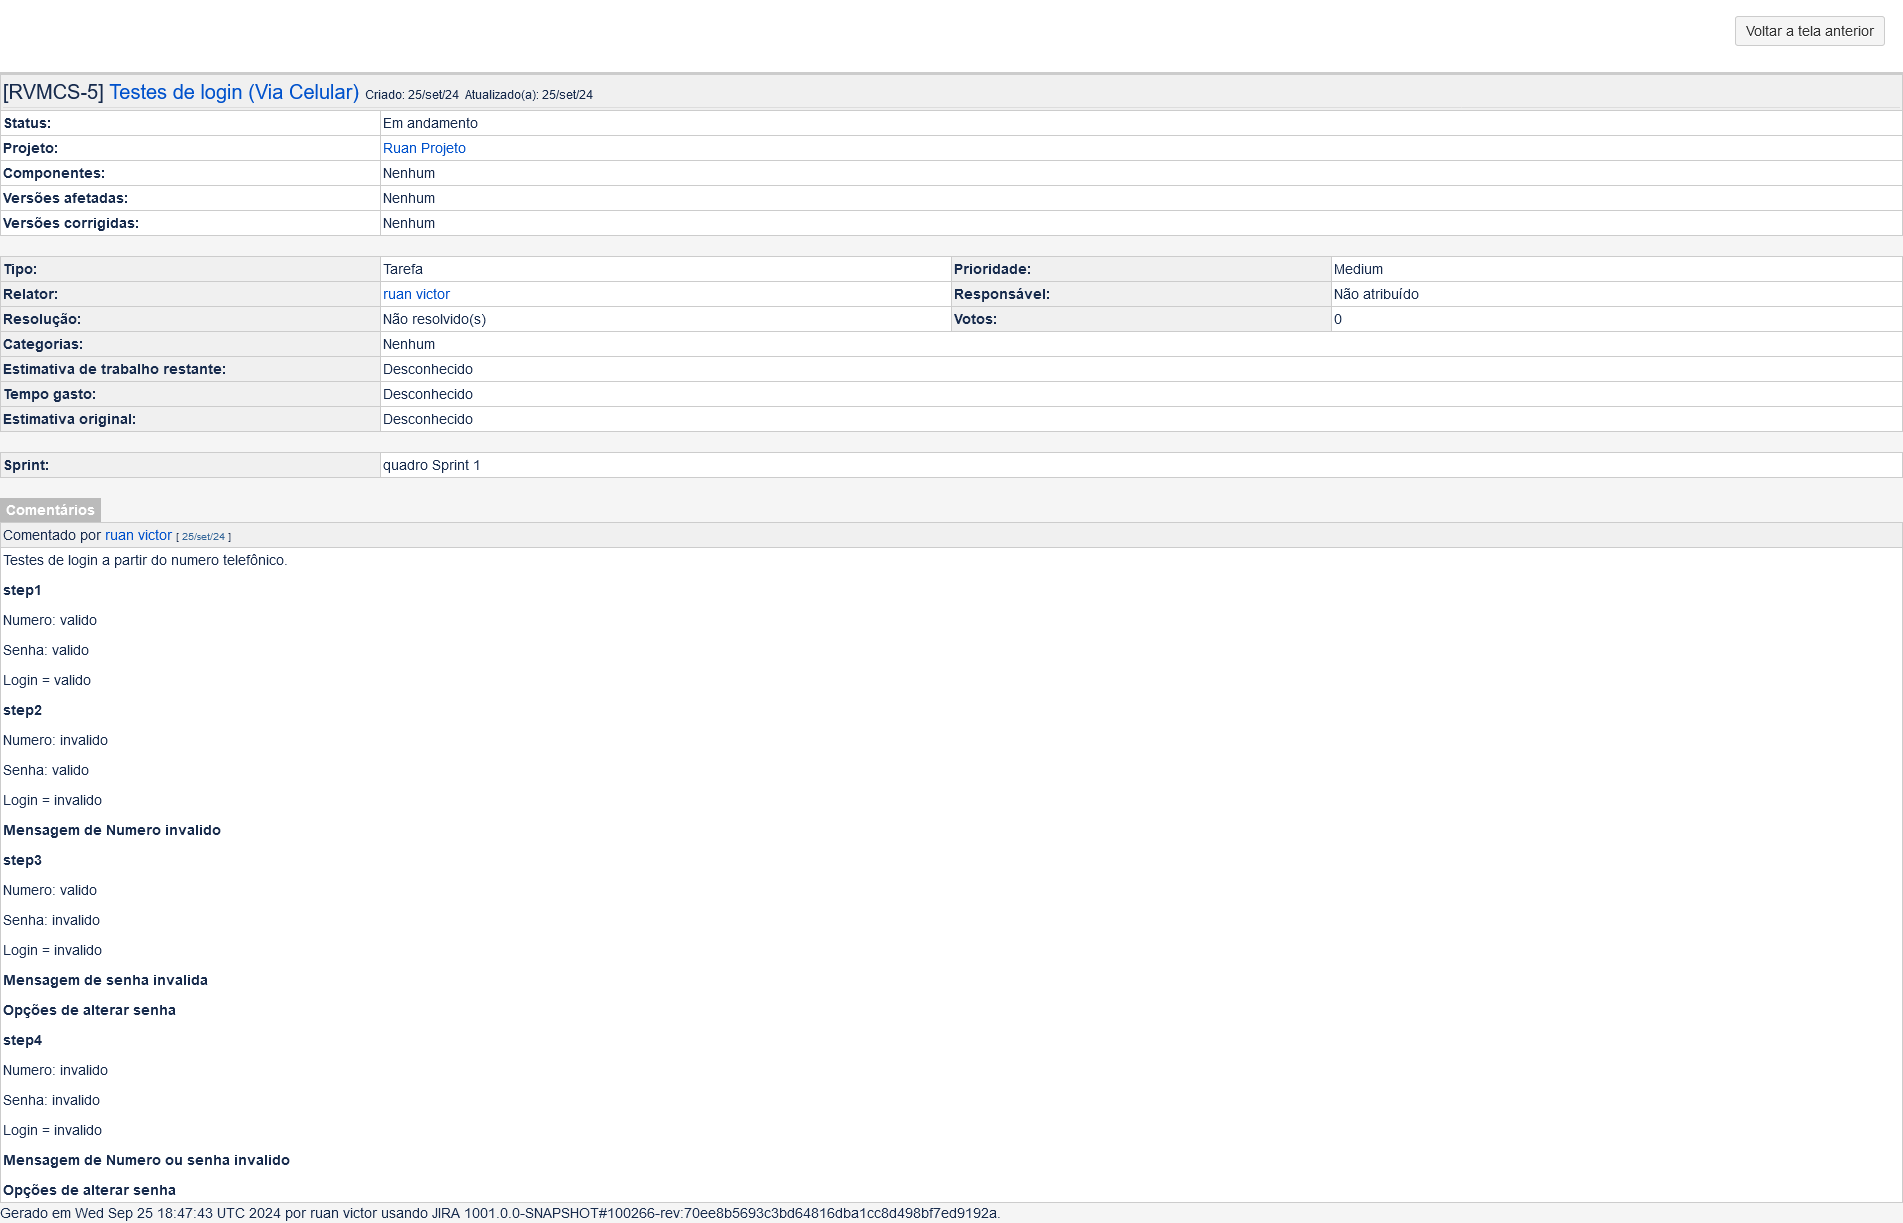 Voltar a tela anterior
[RVMCS-5] Testes de login (Via Celular) Criado: 25/set/24 Atualizado(a): 25/set/24
Status: Em andamento
Projeto: Ruan Projeto
Componentes: Nenhum
Versões afetadas: Nenhum
Versões corrigidas: Nenhum
Tipo: Tarefa Prioridade: Medium
Relator: ruan victor Responsável: Não atribuído
Resolução: Não resolvido(s) Votos: 0
Categorias: Nenhum
Estimativa de trabalho restante: Desconhecido
Tempo gasto: Desconhecido
Estimativa original: Desconhecido
Sprint: quadro Sprint 1
Comentários
Comentado por ruan victor [ 25/set/24 ]
Testes de login a partir do numero telefônico.
step1
Numero: valido
Senha: valido
Login = valido
step2
Numero: invalido
Senha: valido
Login = invalido
Mensagem de Numero invalido
step3
Numero: valido
Senha: invalido
Login = invalido
Mensagem de senha invalida
Opções de alterar senha
step4
Numero: invalido
Senha: invalido
Login = invalido
Mensagem de Numero ou senha invalido
Opções de alterar senha
Gerado em Wed Sep 25 18:47:43 UTC 2024 por ruan victor usando JIRA 1001.0.0-SNAPSHOT#100266-rev:70ee8b5693c3bd64816dba1cc8d498bf7ed9192a.